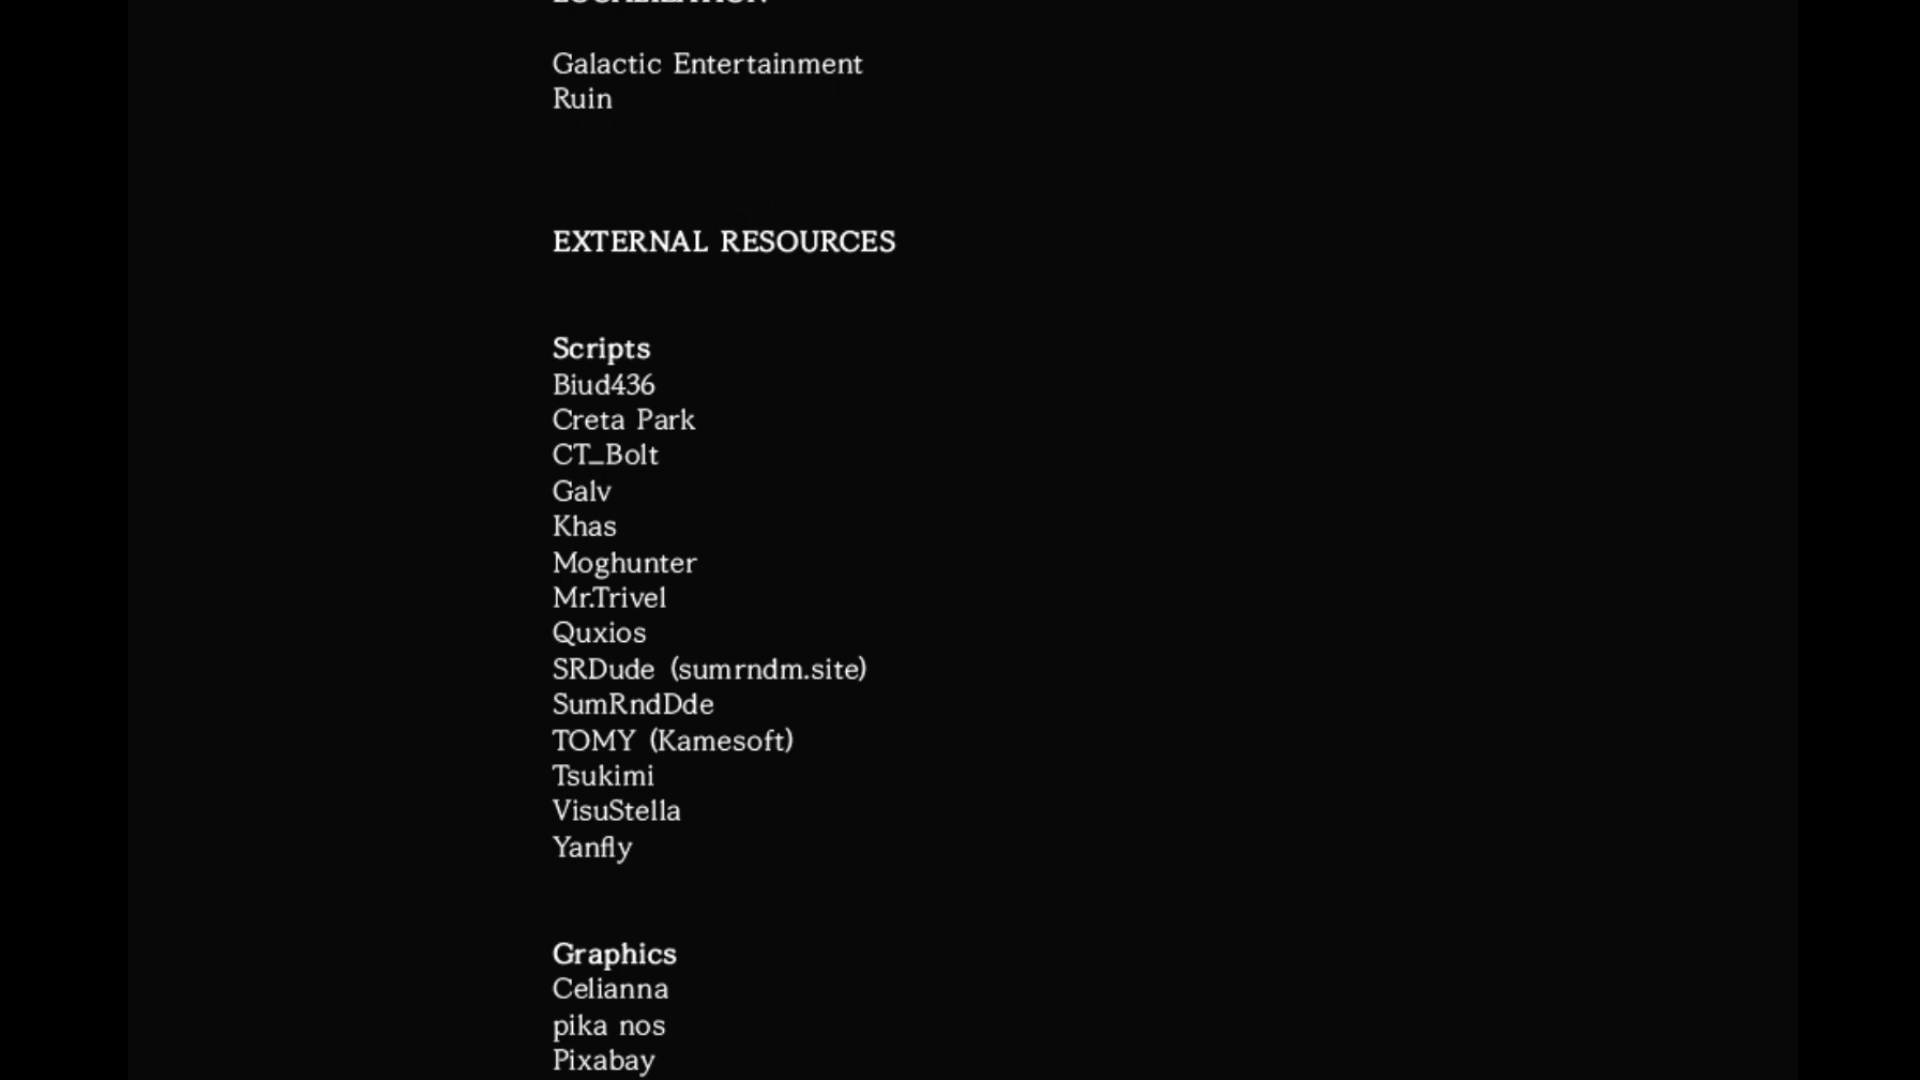 LOCALIZATION
Galactic Entertainment
Ruin
EXTERNAL RESOURCES
Scripts
Biud436
Creta Park
CT_Bolt
Galv
Khas
Moghunter
Mr.Trivel
Quxios
SRDude (sumrndm.site)
SumRndDde
TOMY (Kamesoft)
Tsukimi
VisuStella
Yanfly
Graphics
Celianna
pika nos
Pixabay